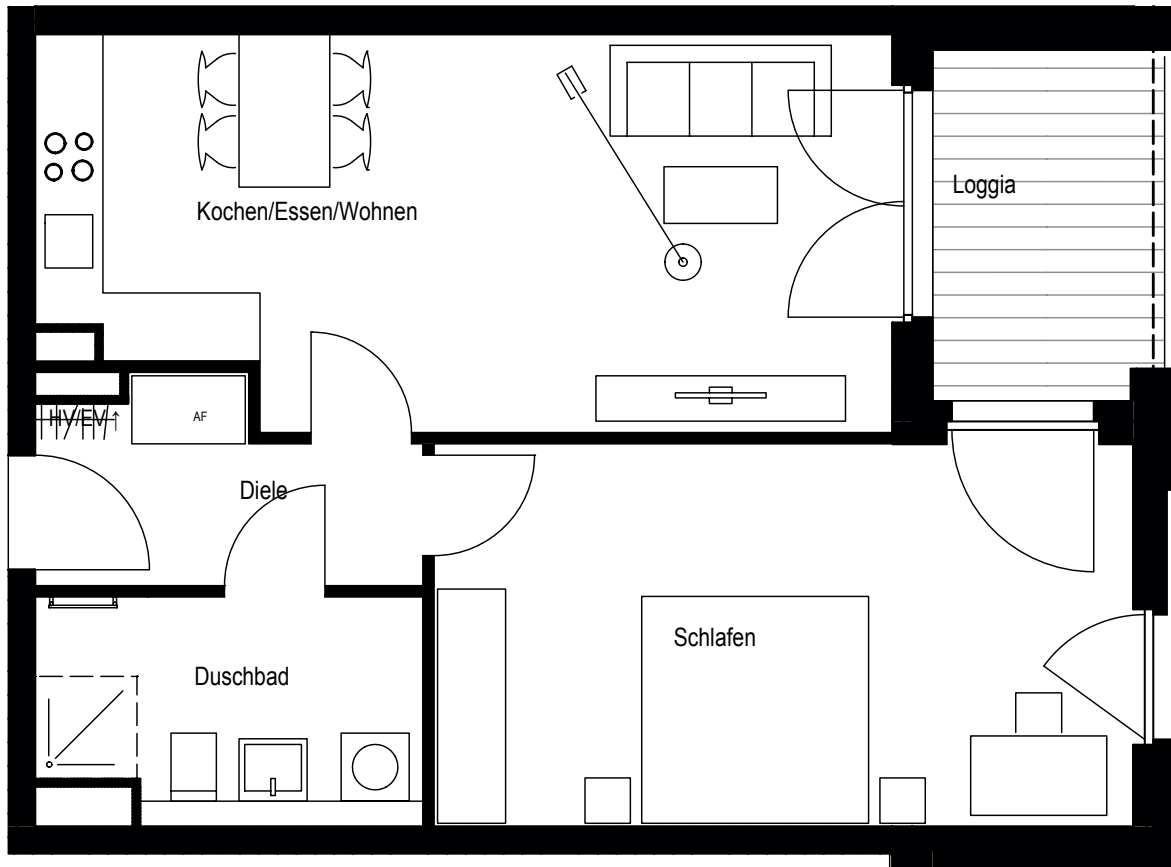 Loggia
Kochen/Essen/Wohnen
HV/EV ↑
AF
Diele
Schlafen
Duschbad